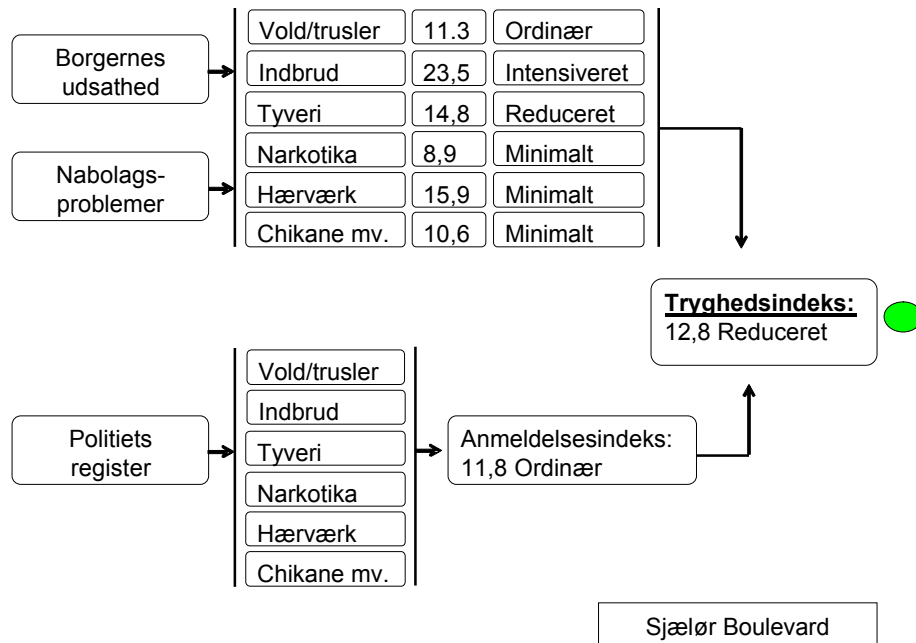 Borgernes
udsathed
Nabolags-
problemer
Vold/trusler 11.3 Ordinær
Indbrud 23,5 Intensiveret
Tyveri 14,8 Reduceret
Narkotika 8,9 Minimalt
Hærværk 15,9 Minimalt
Chikane mv. 10,6 Minimalt
Tryghedsindeks:
12,8 Reduceret
Politiets
register
Vold/trusler
Indbrud
Tyveri
Narkotika
Hærværk
Chikane mv.
Anmeldelsesindeks:
11,8 Ordinær
Sjælør Boulevard